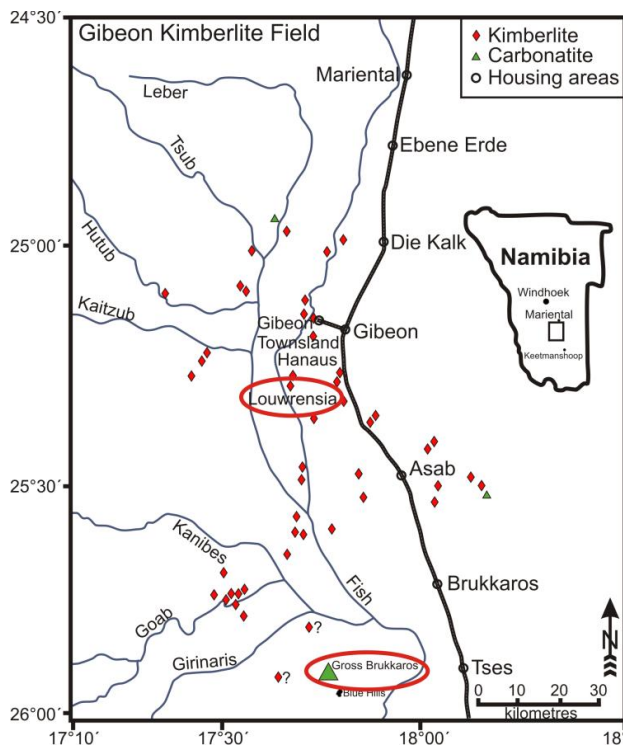 24°30'
Gibeon Kimberlite Field
Kimberlite
Carbonatite
Housing areas
Mariental
Leber
Ebene Erde
Tsub
25°00'
Die Kalk
Hutub
Namibia
Windhoek
Mariental
Keetmanshoop
Kaitzub
Gibeon
Townsland
Gibeon
Hanaus
Louwrensia
Asab
25°30'
Kanibes
Fish
Brukkaros
Goab
?
Girinaris
Gross Brukkaros
Tses
?
Blue Hills
N
26°00'
0 10 20 30
kilometres
17°10' 17°30' 18°00'